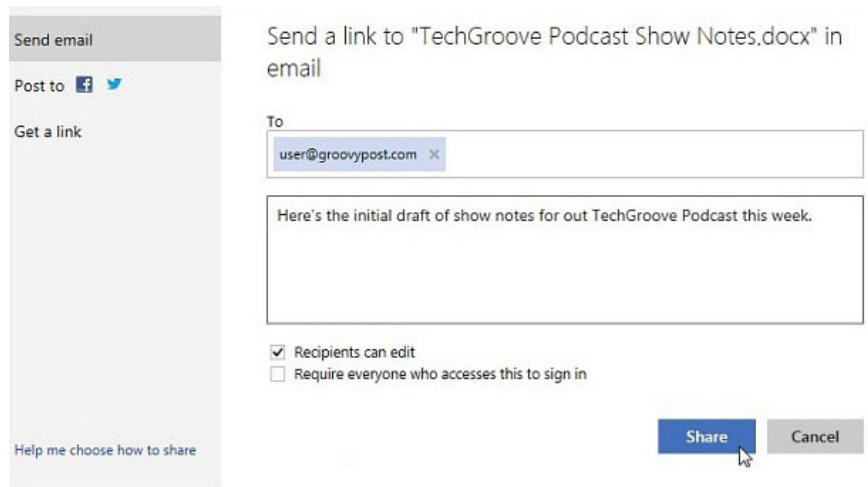 Send email
Post to
Get a link
Help me choose how to share
Send a link to "TechGroove Podcast Show Notes.docx" in
email
To
user@groovypost.com ×
Here's the initial draft of show notes for out TechGroove Podcast this week.
Recipients can edit
Require everyone who accesses this to sign in
Share
Cancel